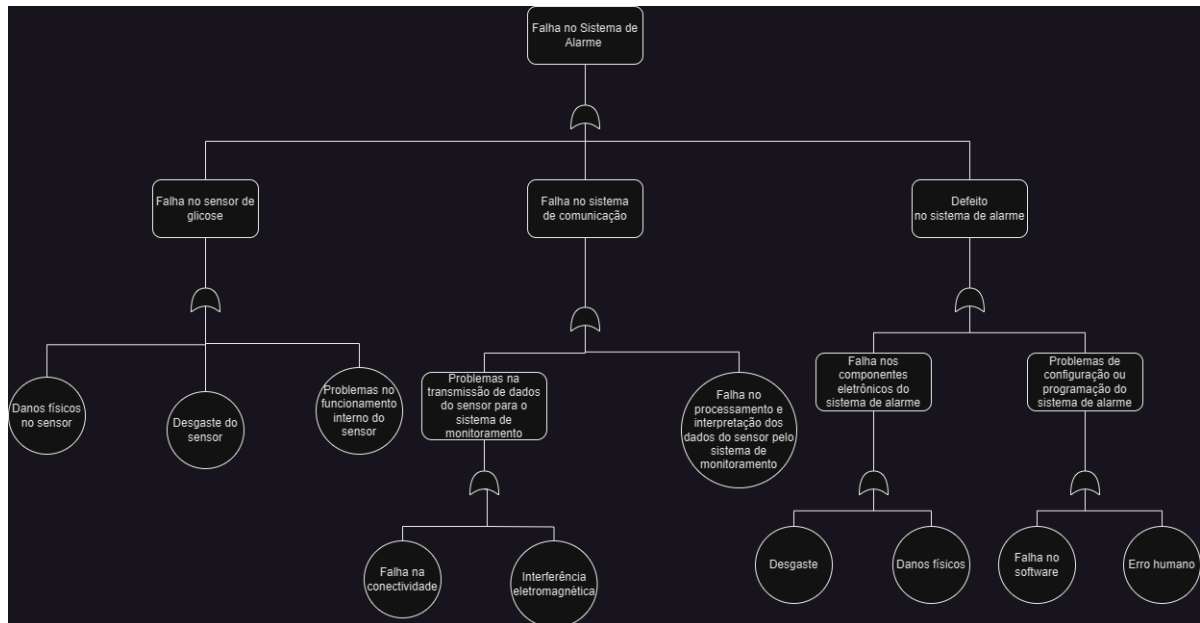 Falha no Sistema de
Alarme
Falha no sensor de
glicose
Falha no sistema
de comunicação
Defeito
no sistema de alarme
Danos físicos
no sensor
Desgaste do
sensor
Problemas no
funcionamento
interno do
sensor
Problemas na
transmissão de dados
do sensor para o
sistema de
monitoramento
Falha no
processamento e
interpretação dos
dados do sensor pelo
sistema de
monitoramento
Falha nos
componentes
eletrônicos do
sistema de alarme
Problemas de
configuração ou
programação do
sistema de alarme
Falha na
conectividade
Interferência
eletromagnética
Desgaste
Danos físicos
Falha no
software
Erro humano